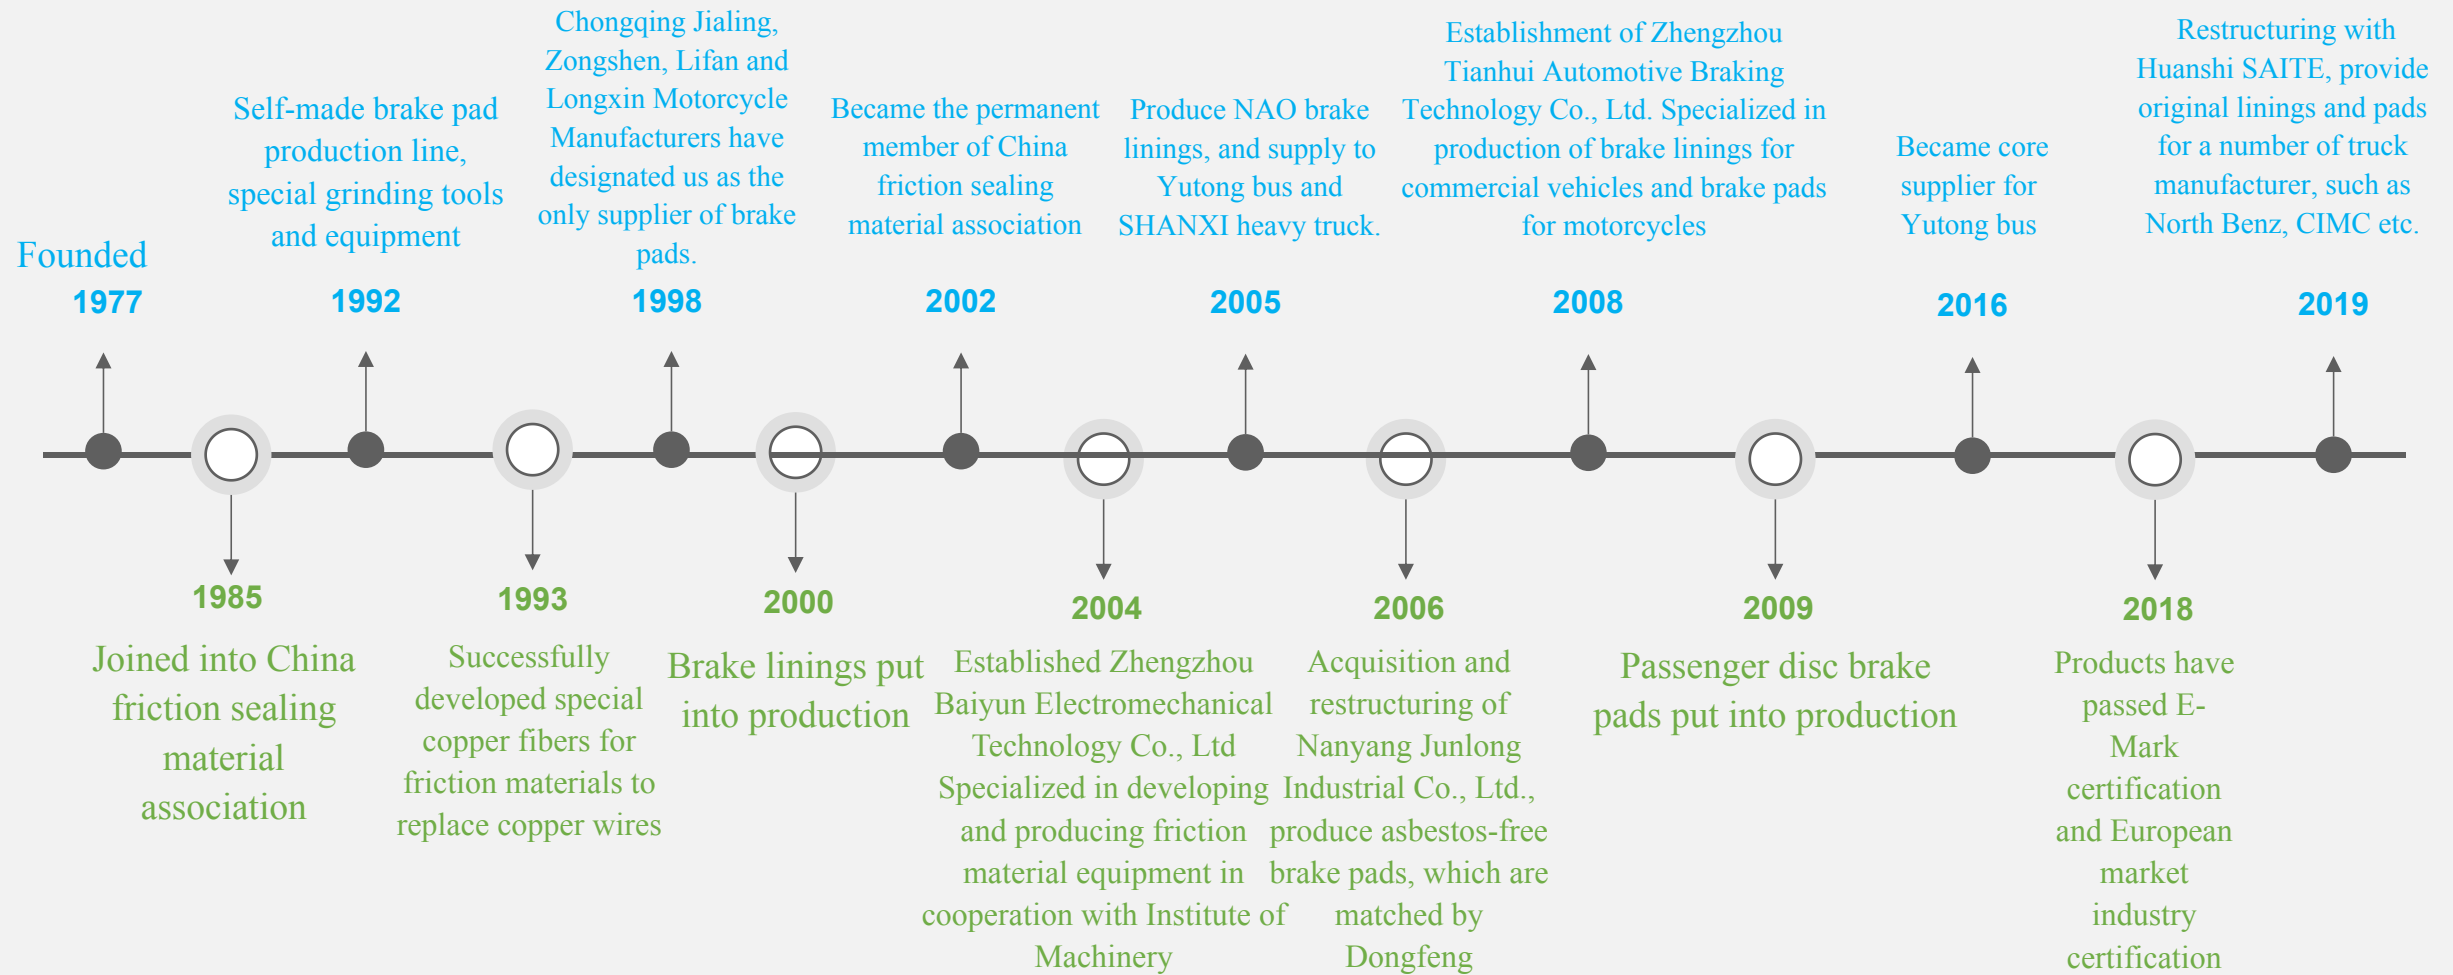 Founded
1977
Self-made brake pad
production line,
special grinding tools
and equipment
1992
Chongqing Jialing,
Zongshen, Lifan and
Longxin Motorcycle
Manufacturers have
designated us as the
only supplier of brake
pads.
1998
Became the permanent
member of China
friction sealing
material association
2002
Produce NAO brake
linings, and supply to
Yutong bus and
SHANXI heavy truck.
2005
Establishment of Zhengzhou
Tianhui Automotive Braking
Technology Co., Ltd. Specialized in
production of brake linings for
commercial vehicles and brake pads
for motorcycles
2008
Became core
supplier for
Yutong bus
2016
Restructuring with
Huanshi SAITE, provide
original linings and pads
for a number of truck
manufacturer, such as
North Benz, CIMC etc.
2019
1985
Joined into China
friction sealing
material
association
1993
Successfully
developed special
copper fibers for
friction materials to
replace copper wires
2000
Brake linings put
into production
2004
Established Zhengzhou
Baiyun Electromechanical
Technology Co., Ltd
Specialized in developing
and producing friction
material equipment in
cooperation with Institute of
Machinery
2006
Acquisition and
restructuring of
Nanyang Junlong
Industrial Co., Ltd.,
produce asbestos-free
brake pads, which are
matched by
Dongfeng
2009
Passenger disc brake
pads put into production
2018
Products have
passed E-
Mark
certification
and European
market
industry
certification